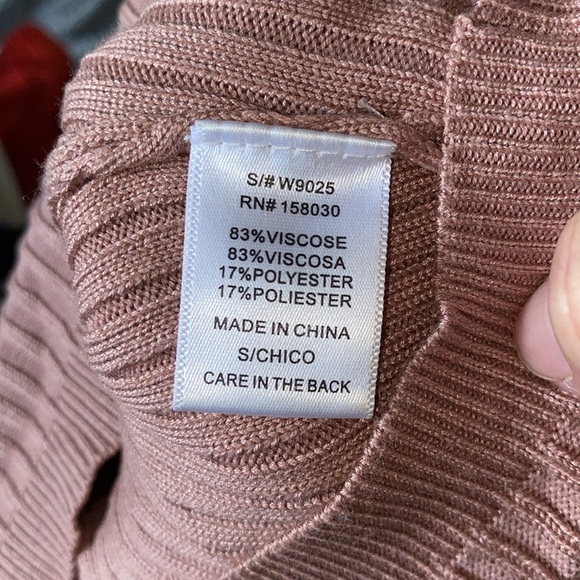 S/# W9025
RN# 158030
83%VISCOSE
83%VISCOSA
17%POLYESTER
17%POLIESTER
MADE IN CHINA
S/CHICO
CARE IN THE BACK